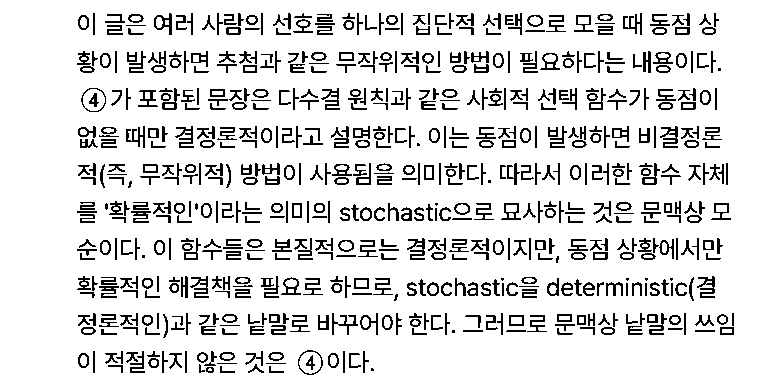 이 글은 여러 사람의 선호를 하나의 집단적 선택으로 모을 때 동점 상
황이 발생하면 추첨과 같은 무작위적인 방법이 필요하다는 내용이다.
④가 포함된 문장은 다수결 원칙과 같은 사회적 선택 함수가 동점이
없을 때만 결정론적이라고 설명한다. 이는 동점이 발생하면 비결정론
적(즉, 무작위적) 방법이 사용됨을 의미한다. 따라서 이러한 함수 자체
를 '확률적인'이라는 의미의 stochastic으로 묘사하는 것은 문맥상 모
순이다. 이 함수들은 본질적으로는 결정론적이지만, 동점 상황에서만
확률적인 해결책을 필요로 하므로, stochastic을 deterministic(결
정론적인)과 같은 낱말로 바꾸어야 한다. 그러므로 문맥상 낱말의 쓰임
이 적절하지 않은 것은 ④이다.